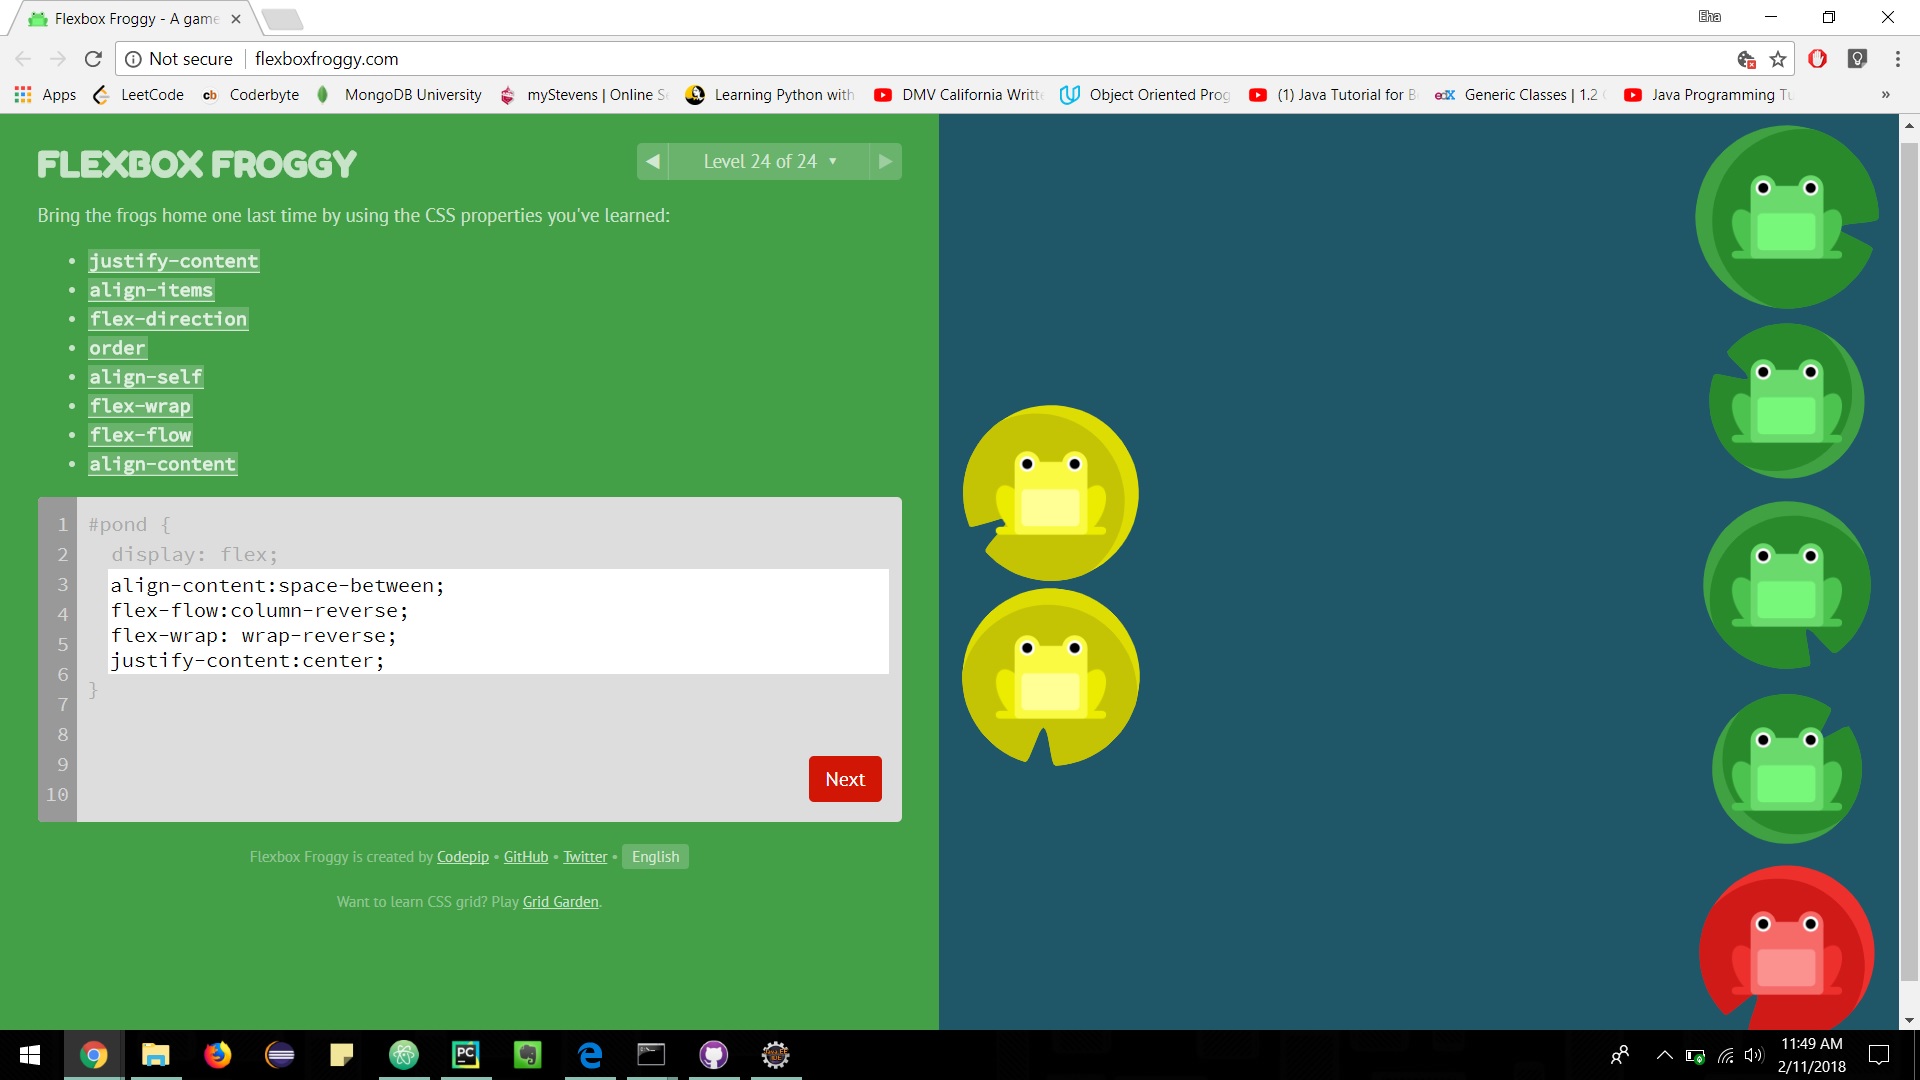 Flexbox Froggy - A game
Eha
Not secure
flexboxfroggy.com
Apps
LeetCode
cb
Coderbyte
MongoDB University
myStevens | Online S
Learning Python with
DMV California Writt
Object Oriented Prog
(1) Java Tutorial for B
edX
Generic Classes | 1.2
Java Programming Tu
»
FLEXBOX FROGGY
◀ Level 24 of 24 ▼ ▶
Bring the frogs home one last time by using the CSS properties you've learned:
• justify-content
• align-items
• flex-direction
• order
• align-self
• flex-wrap
• flex-flow
• align-content
1 #pond {
2 display: flex;
3 align-content:space-between;
4 flex-flow:column-reverse;
5 flex-wrap: wrap-reverse;
6 justify-content:center;
7 }
8
9
10
Next
Flexbox Froggy is created by Codepip • GitHub • Twitter • English
Want to learn CSS grid? Play Grid Garden.
PC
11:49 AM
2/11/2018